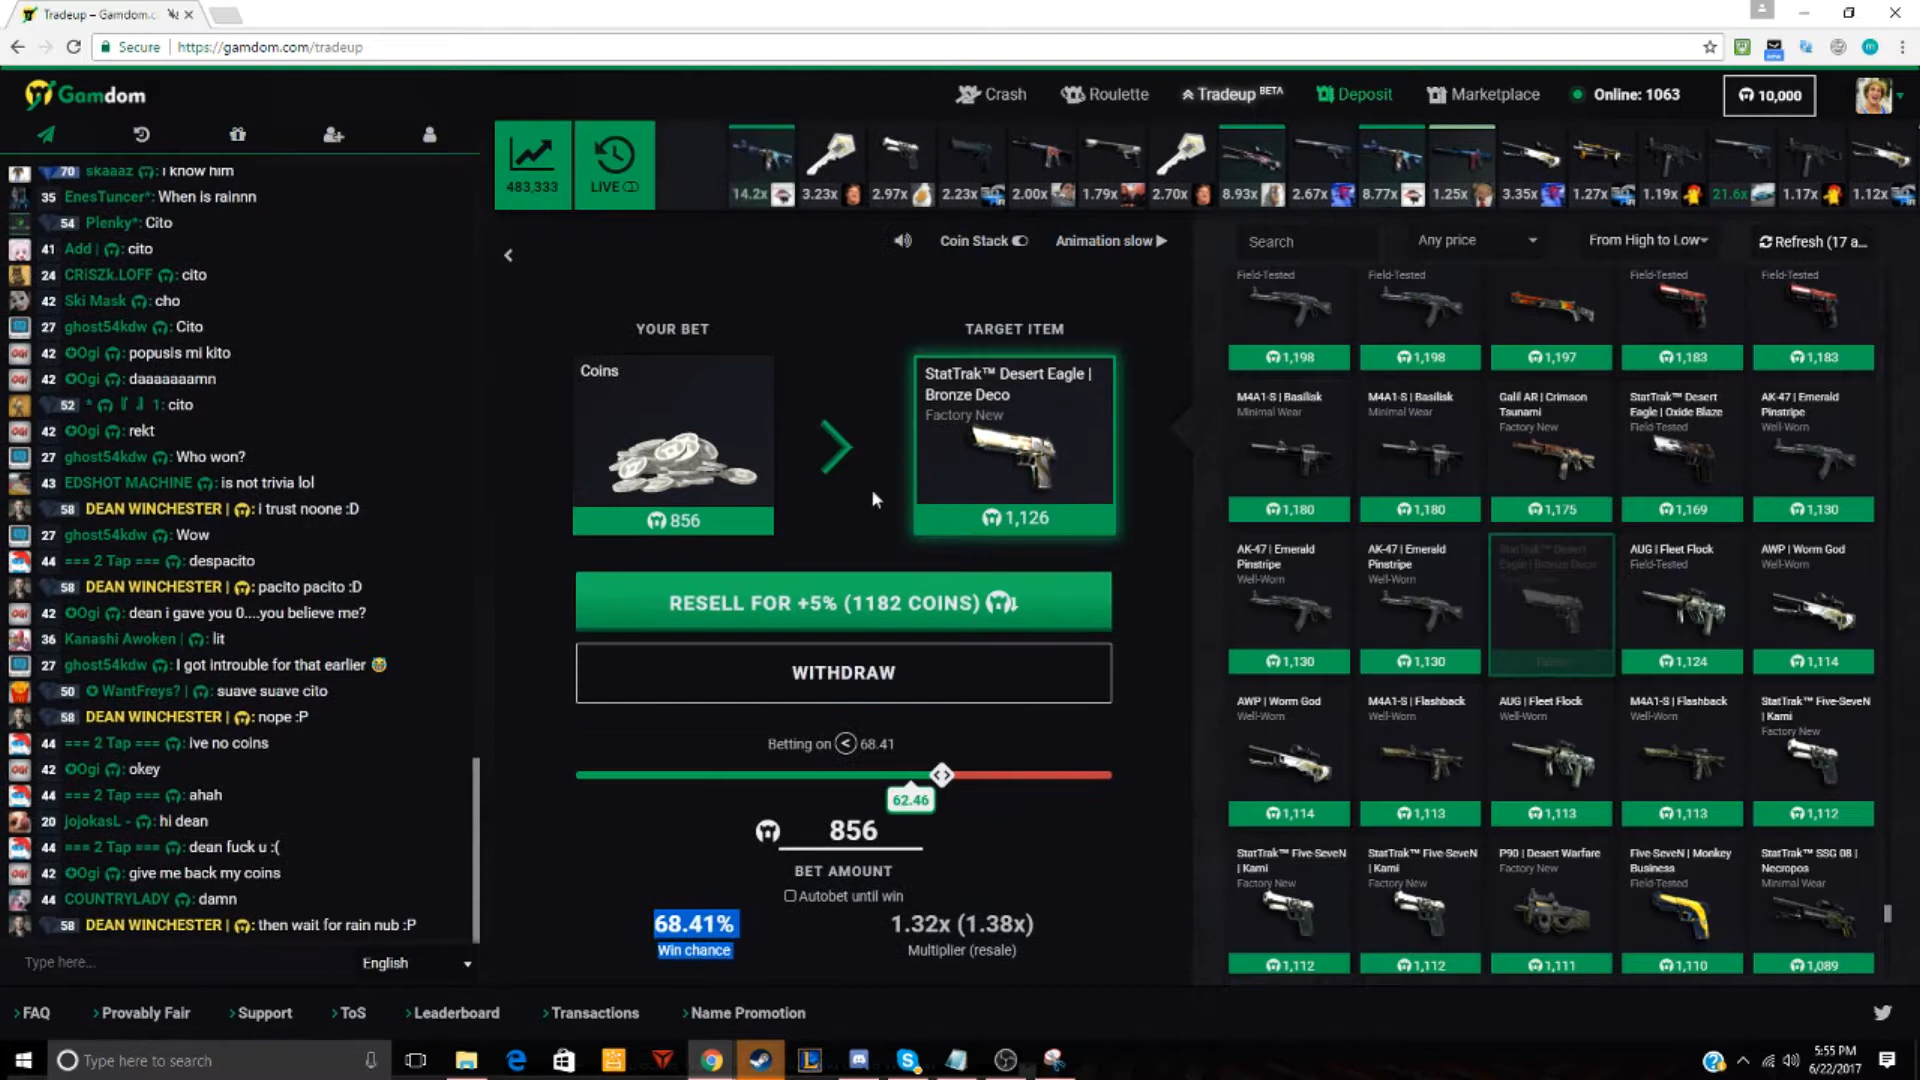 Tradeup – Gamdom.c
Secure
https://gamdom.com/tradeup
Gamdom
Crash
Roulette
Tradeup BETA
Deposit
Marketplace
Online: 1063
10,000
483,333
LIVE
14.2x
3.23x
2.97x
2.23x
2.00x
1.79x
2.70x
8.93x
2.67x
8.77x
1.25x
3.35x
1.27x
1.19x
21.6x
1.17x
1.12x
70 skaaaz : i know him
35 EnesTuncer*: When is rainnn
54 Plenky*: Cito
41 Add | : cito
24 CRiSZk.LOFF : cito
42 Ski Mask : cho
27 ghost54kdw : Cito
42 Ogi : popusis mi kito
42 Ogi : daaaaaaamn
52 * 『 』 1: cito
42 Ogi : rekt
27 ghost54kdw : Who won?
43 EDSHOT MACHINE : is not trivia lol
58 DEAN WINCHESTER | : i trust noone :D
27 ghost54kdw : Wow
44 === 2 Tap === : despacito
58 DEAN WINCHESTER | : pacito pacito :D
42 Ogi : dean i gave you 0....you believe me?
36 Kanashi Awoken | : lit
27 ghost54kdw : I got introuble for that earlier 😂
50 WantFreys? | : suave suave cito
58 DEAN WINCHESTER | : nope :P
44 === 2 Tap === : ive no coins
42 Ogi : okey
44 === 2 Tap === : ahah
20 jojokasL - : hi dean
44 === 2 Tap === : dean fuck u :(
42 Ogi : give me back my coins
44 COUNTRYLADY : damn
58 DEAN WINCHESTER | : then wait for rain nub :P
Type here...
English
Coin Stack
Animation slow
YOUR BET
TARGET ITEM
Coins
856
StatTrak™ Desert Eagle |
Bronze Deco
Factory New
1,126
RESELL FOR +5% (1182 COINS)
WITHDRAW
Betting on < 68.41
62.46
856
BET AMOUNT
Autobet until win
68.41%
Win chance
1.32x (1.38x)
Multiplier (resale)
Search
Any price
From High to Low
Refresh (17 a...
Field-Tested
Field-Tested
Field-Tested
Field-Tested
1,198
1,198
1,197
1,183
1,183
M4A1-S | Basilisk
Minimal Wear
1,180
M4A1-S | Basilisk
Minimal Wear
1,180
Galil AR | Crimson
Tsunami
Factory New
1,175
StatTrak™ Desert
Eagle | Oxide Blaze
Field-Tested
1,169
AK-47 | Emerald
Pinstripe
Well-Worn
1,130
AK-47 | Emerald
Pinstripe
Well-Worn
1,130
AK-47 | Emerald
Pinstripe
Well-Worn
1,130
StatTrak™ Desert
Eagle | Bronze Deco
AUG | Fleet Flock
Field-Tested
1,124
AWP | Worm God
Well-Worn
1,114
AWP | Worm God
Well-Worn
1,114
M4A1-S | Flashback
Well-Worn
1,113
AUG | Fleet Flock
Well-Worn
1,113
M4A1-S | Flashback
Well-Worn
1,113
StatTrak™ Five-SeveN
| Kami
Factory New
1,112
StatTrak™ Five-SeveN
| Kami
Factory New
1,112
StatTrak™ Five-SeveN
| Kami
Factory New
1,112
P90 | Desert Warfare
Factory New
1,111
Five-SeveN | Monkey
Business
Field-Tested
1,110
StatTrak™ SSG 08 |
Necropos
Minimal Wear
1,089
FAQ
Provably Fair
Support
ToS
Leaderboard
Transactions
Name Promotion
Type here to search
5:55 PM
6/22/2017